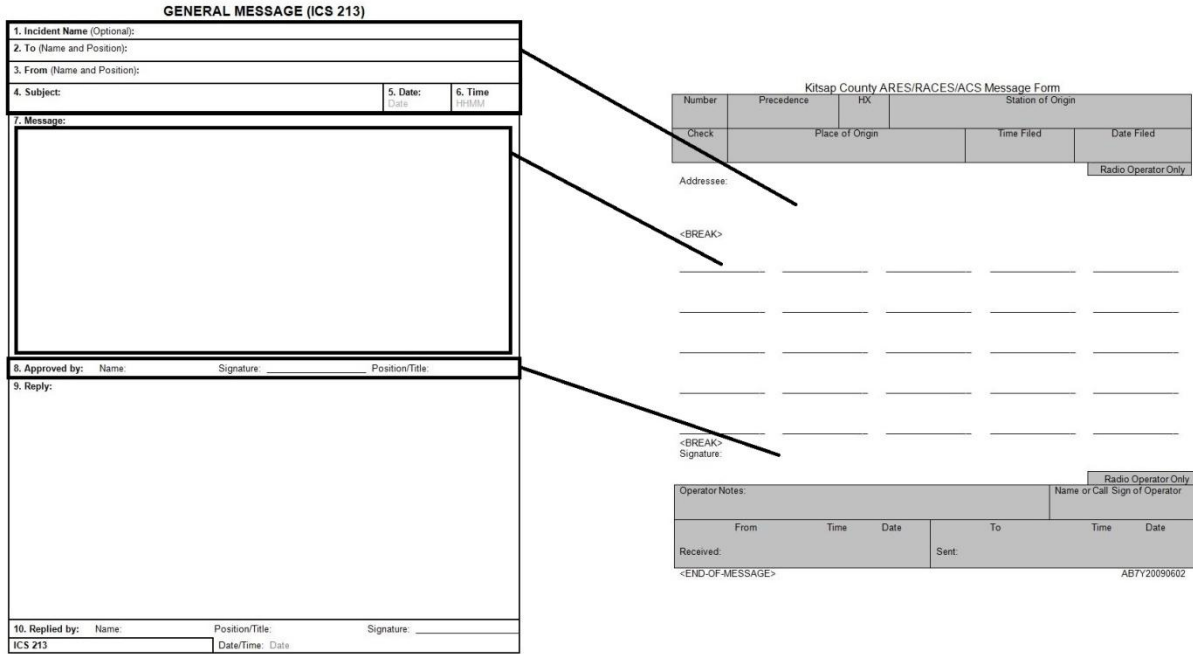 GENERAL MESSAGE (ICS 213)
1. Incident Name (Optional):
2. To (Name and Position):
3. From (Name and Position):
4. Subject: 5. Date: 6. Time
Date HHMM
7. Message:
8. Approved by: Name: Signature: Position/Title:
9. Reply:
10. Replied by: Name: Position/Title: Signature:
ICS 213 Date/Time: Date
Kitsap County ARES/RACES/ACS Message Form
Number Precedence HX Station of Origin
Check Place of Origin Time Filed Date Filed
Radio Operator Only
Addressee:
<BREAK>
<BREAK>
Signature:
Radio Operator Only
Operator Notes: Name or Call Sign of Operator
From Time Date To Time Date
Received: Sent:
<END-OF-MESSAGE> AB7Y20090602